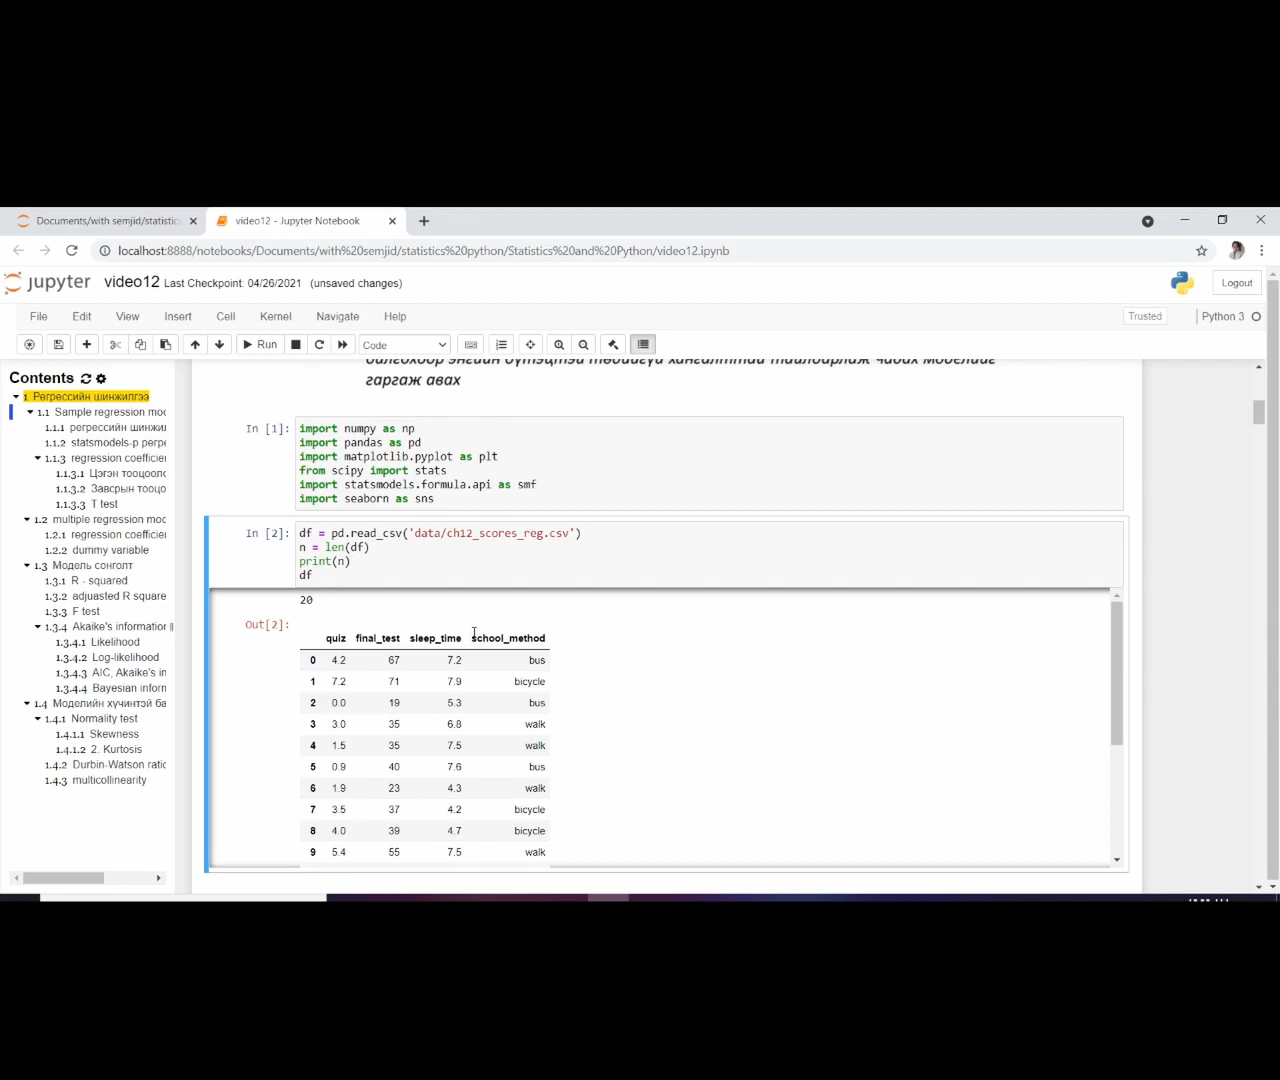 Documents/with semjid/statistic
video12 - Jupyter Notebook
localhost:8888/notebooks/Documents/with%20semjid/statistics%20python/Statistics%20and%20Python/video12.ipynb
jupyter video12 Last Checkpoint: 04/26/2021 (unsaved changes)
Logout
File Edit View Insert Cell Kernel Navigate Help
Trusted
Python 3
Run
Code
Contents
1 Регрессийн шинжилгээ
1.1 Sample regression mod
1.1.1 регрессийн шинжи
1.1.2 statsmodels-р регре
1.1.3 regression coefficier
1.1.3.1 Цэгэн тооцоол
1.1.3.2 Завсрын тооцо
1.1.3.3 T test
1.2 multiple regression mod
1.2.1 regression coefficier
1.2.2 dummy variable
1.3 Модель сонголт
1.3.1 R - squared
1.3.2 adjuasted R square
1.3.3 F test
1.3.4 Akaike's information
1.3.4.1 Likelihood
1.3.4.2 Log-likelihood
1.3.4.3 AIC, Akaike's in
1.3.4.4 Bayesian inforn
1.4 Моделийн хүчинтэй ба
1.4.1 Normality test
1.4.1.1 Skewness
1.4.1.2 2. Kurtosis
1.4.2 Durbin-Watson ratio
1.4.3 multicollinearity
энгийн бүтэцтэй төдийгүй хангалттай тайлбарлаж чадах моделийг
гаргаж авах
In [1]:
import numpy as np
import pandas as pd
import matplotlib.pyplot as plt
from scipy import stats
import statsmodels.formula.api as smf
import seaborn as sns
In [2]:
df = pd.read_csv('data/ch12_scores_reg.csv')
n = len(df)
print(n)
df
20
Out[2]:
quiz final_test sleep_time school_method
0 4.2 67 7.2 bus
1 7.2 71 7.9 bicycle
2 0.0 19 5.3 bus
3 3.0 35 6.8 walk
4 1.5 35 7.5 walk
5 0.9 40 7.6 bus
6 1.9 23 4.3 walk
7 3.5 37 4.2 bicycle
8 4.0 39 4.7 bicycle
9 5.4 55 7.5 walk